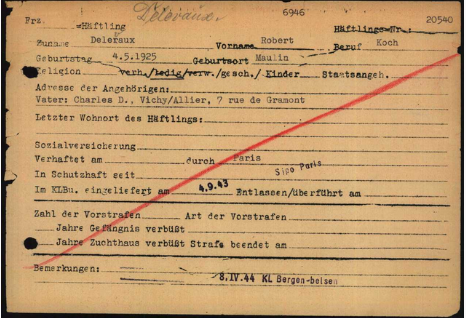 Delevaux. 6946
Frz. =Häftling Häftlings=Nr.: 20540
Zuname Deleraux Vorname Robert Beruf Koch
Geburtstag 4.5.1925 Geburtsort Maulin
Religion verh./ledig/verw./gesch./ Kinder Staatsangeh.
Adresse der Angehörigen:
Vater: Charles D., Vichy/Allier, 7 rue de Gramont
Letzter Wohnort des Häftlings:
Sozialversicherung
Verhaftet am durch Paris
In Schutzhaft seit Sipo Paris
Im KLBu. eingeliefert am 4.9.43 Entlassen/überführt am
Zahl der Vorstrafen Art der Vorstrafen
Jahre Gefängnis verbüßt
Jahre Zuchthaus verbüßt Strafe beendet am
Bemerkungen: 8.IV.44 KL Bergen-belsen